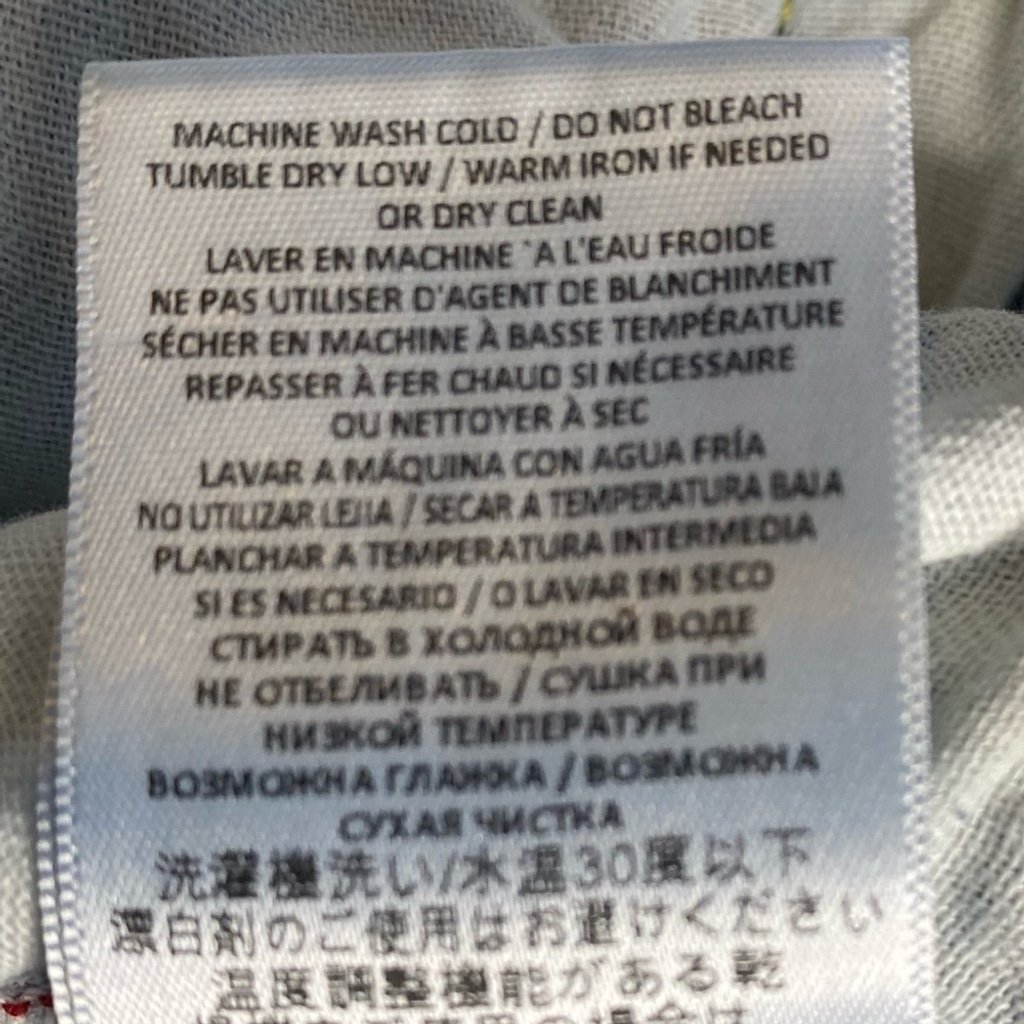 MACHINE WASH COLD / DO NOT BLEACH
TUMBLE DRY LOW / WARM IRON IF NEEDED
OR DRY CLEAN
LAVER EN MACHINE `A L'EAU FROIDE
NE PAS UTILISER D'AGENT DE BLANCHIMENT
SÉCHER EN MACHINE À BASSE TEMPÉRATURE
REPASSER À FER CHAUD SI NÉCESSAIRE
OU NETTOYER À SEC
LAVAR A MÁQUINA CON AGUA FRÍA
NO UTILIZAR LEJIA / SECAR A TEMPERATURA BAJA
PLANCHAR A TEMPERATURA INTERMEDIA
SI ES NECESARIO / O LAVAR EN SECO
СТИРАТЬ В ХОЛОДНОЙ ВОДЕ
НЕ ОТБЕЛИВАТЬ / СУШКА ПРИ
НИЗКОЙ ТЕМПЕРАТУРЕ
ВОЗМОЖНА ГЛАЖКА / ВОЗМОЖНА
СУХАЯ ЧИСТКА
洗濯機洗い/水温30度以下
漂白剤のご使用はお避けください
温度調整機能がある乾